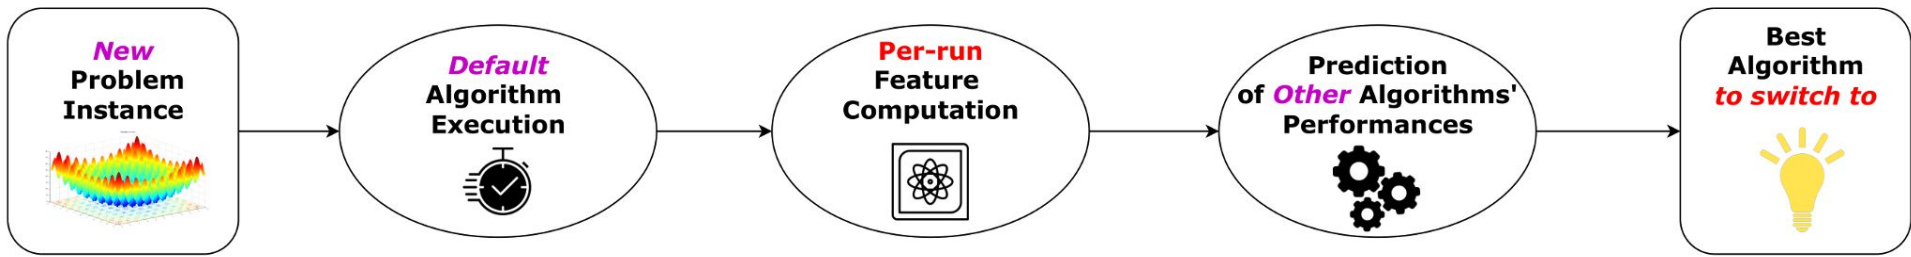 New
Problem
Instance
Default
Algorithm
Execution
Per-run
Feature
Computation
Prediction
of Other Algorithms'
Performances
Best
Algorithm
to switch to